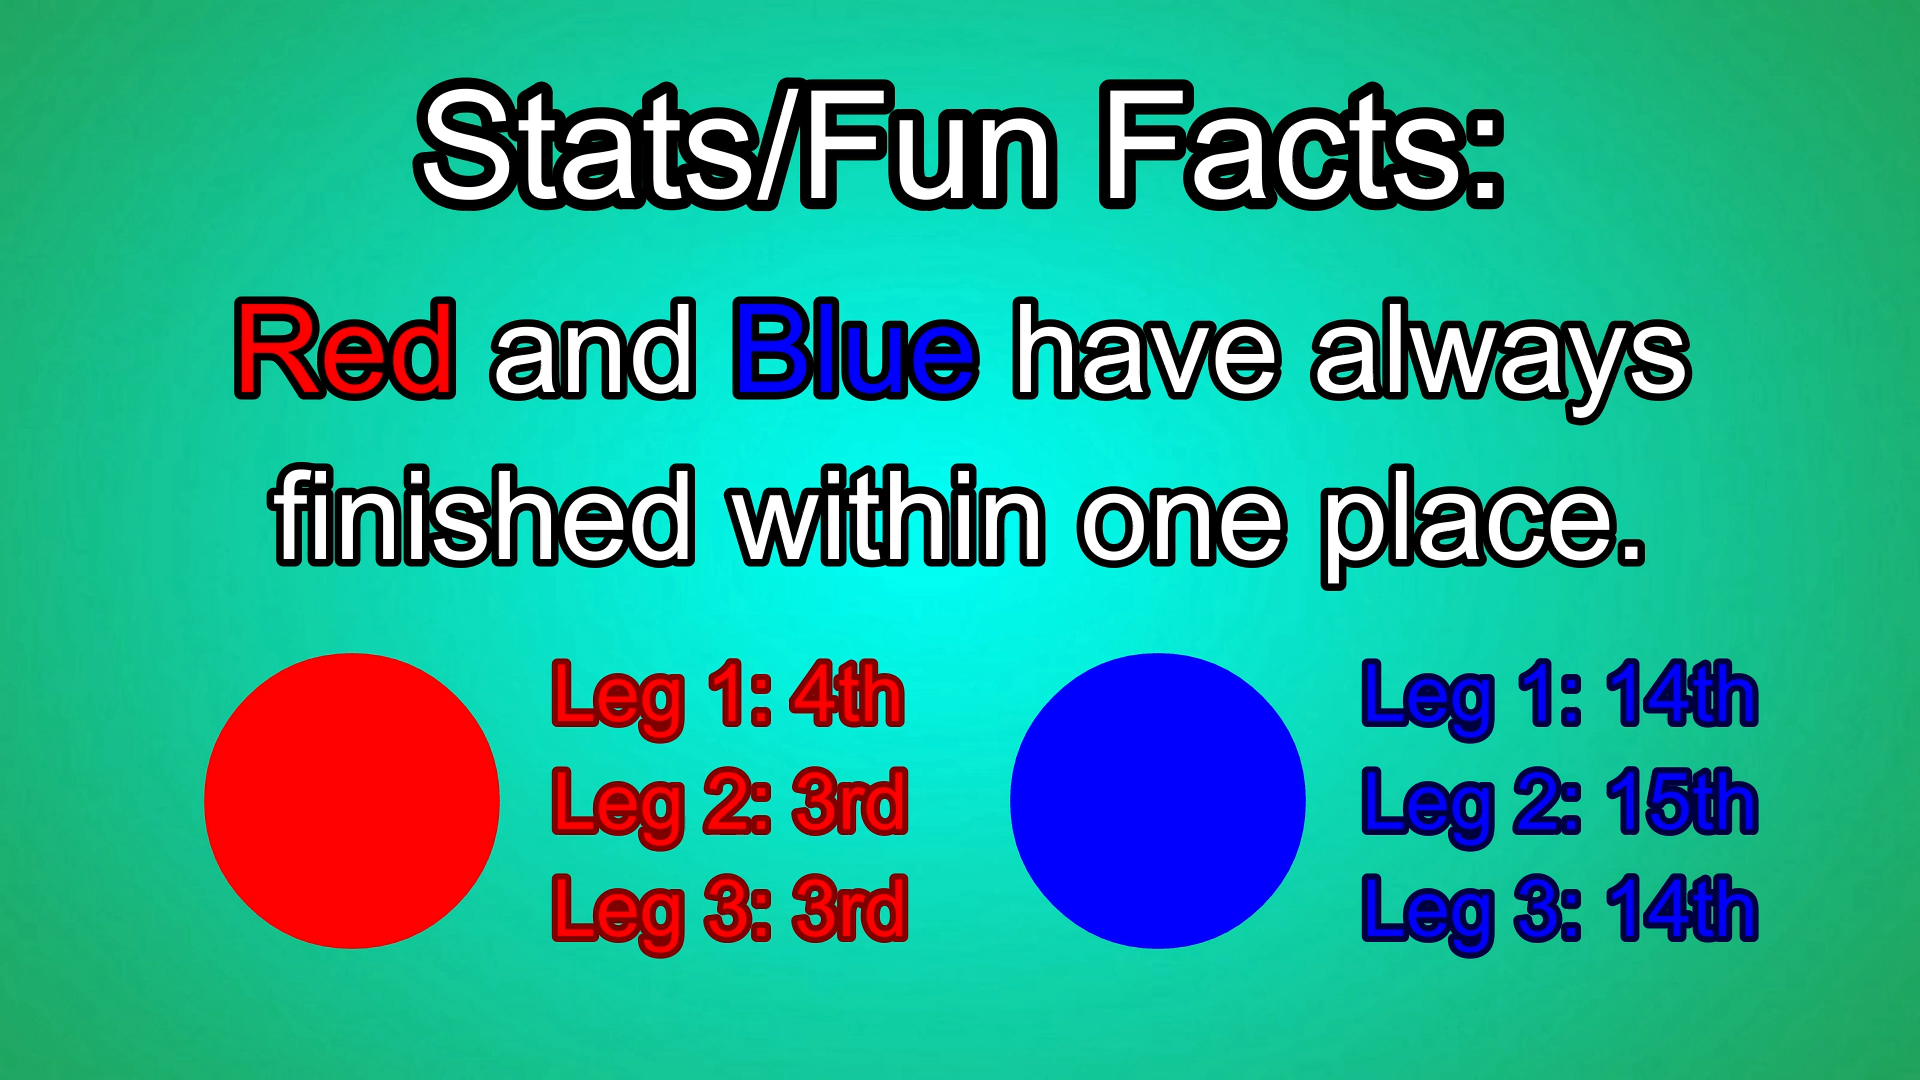 Stats/Fun Facts:
Red and Blue have always
finished within one place.
Leg 1: 4th
Leg 2: 3rd
Leg 3: 3rd
Leg 1: 14th
Leg 2: 15th
Leg 3: 14th